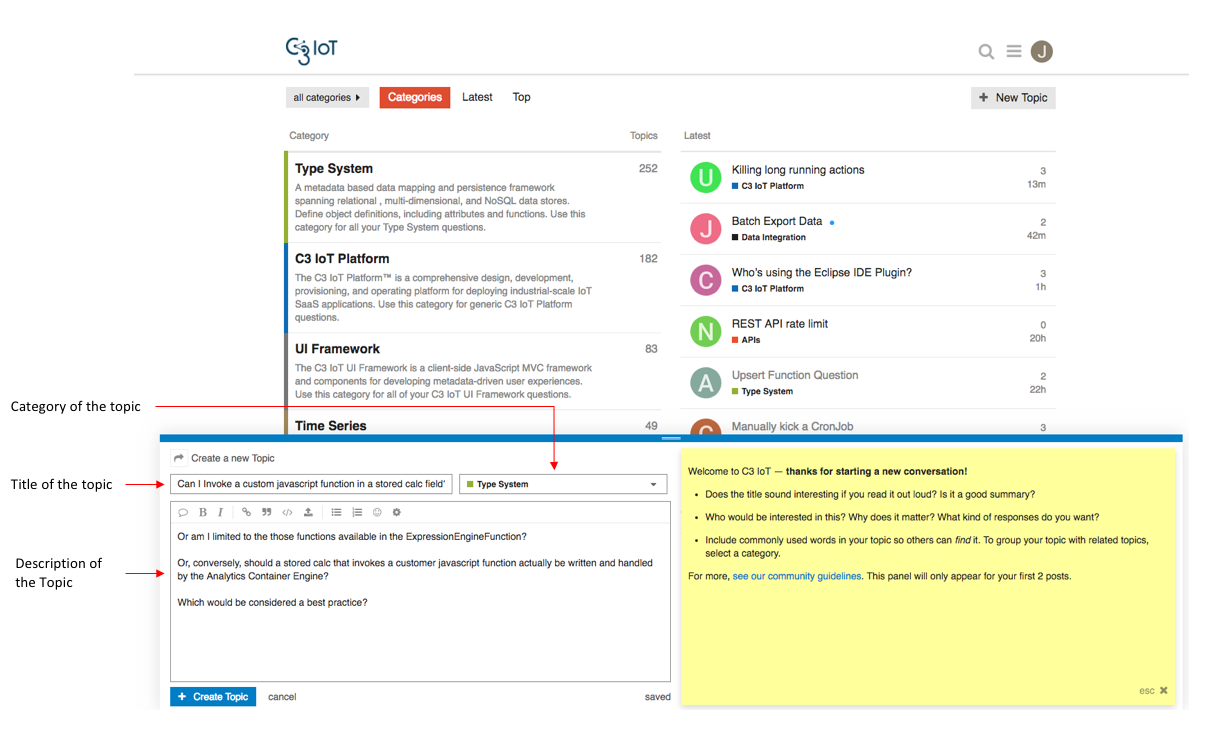 C3 IoT
J
all categories
Categories
Latest
Top
+ New Topic
Category
Topics
Type System
252
A metadata based data mapping and persistence framework
spanning relational , multi-dimensional, and NoSQL data stores.
Define object definitions, including attributes and functions. Use this
category for all your Type System questions.
C3 IoT Platform
182
The C3 IoT Platform™ is a comprehensive design, development,
provisioning, and operating platform for deploying industrial-scale IoT
SaaS applications. Use this category for generic C3 IoT Platform
questions.
UI Framework
83
The C3 IoT UI Framework is a client-side JavaScript MVC framework
and components for developing metadata-driven user experiences.
Use this category for all of your C3 IoT UI Framework questions.
Time Series
49
Latest
U
Killing long running actions
3
C3 IoT Platform
13m
J
Batch Export Data
2
Data Integration
42m
C
Who's using the Eclipse IDE Plugin?
3
C3 IoT Platform
1h
N
REST API rate limit
0
APIs
20h
A
Upsert Function Question
2
Type System
22h
C
Manually kick a CronJob
3
Category of the topic
Title of the topic
Description of
the Topic
Create a new Topic
Can I Invoke a custom javascript function in a stored calc field'
Type System
B I
Or am I limited to the those functions available in the ExpressionEngineFunction?
Or, conversely, should a stored calc that invokes a customer javascript function actually be written and handled
by the Analytics Container Engine?
Which would be considered a best practice?
+ Create Topic
cancel
saved
Welcome to C3 IoT — thanks for starting a new conversation!
• Does the title sound interesting if you read it out loud? Is it a good summary?
• Who would be interested in this? Why does it matter? What kind of responses do you want?
• Include commonly used words in your topic so others can find it. To group your topic with related topics,
select a category.
For more, see our community guidelines. This panel will only appear for your first 2 posts.
esc ✖